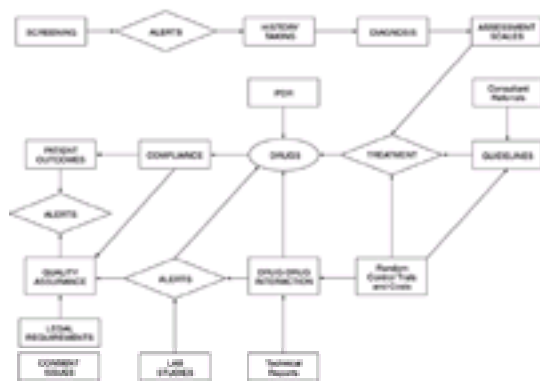 SCREENING
ALERTS
HISTORY
TAKING
DIAGNOSIS
ASSESSMENT
SCALES
PDR
Consultant
Referrals
PATIENT
OUTCOMES
COMPLIANCE
DRUGS
TREATMENT
GUIDELINES
ALERTS
QUALITY
ASSURANCE
ALERTS
DRUG-DRUG
INTERACTION
Random
Control Trials
and Costs
LEGAL
REQUIREMENTS
CONSENT
ISSUES
LAB
STUDIES
Technical
Reports